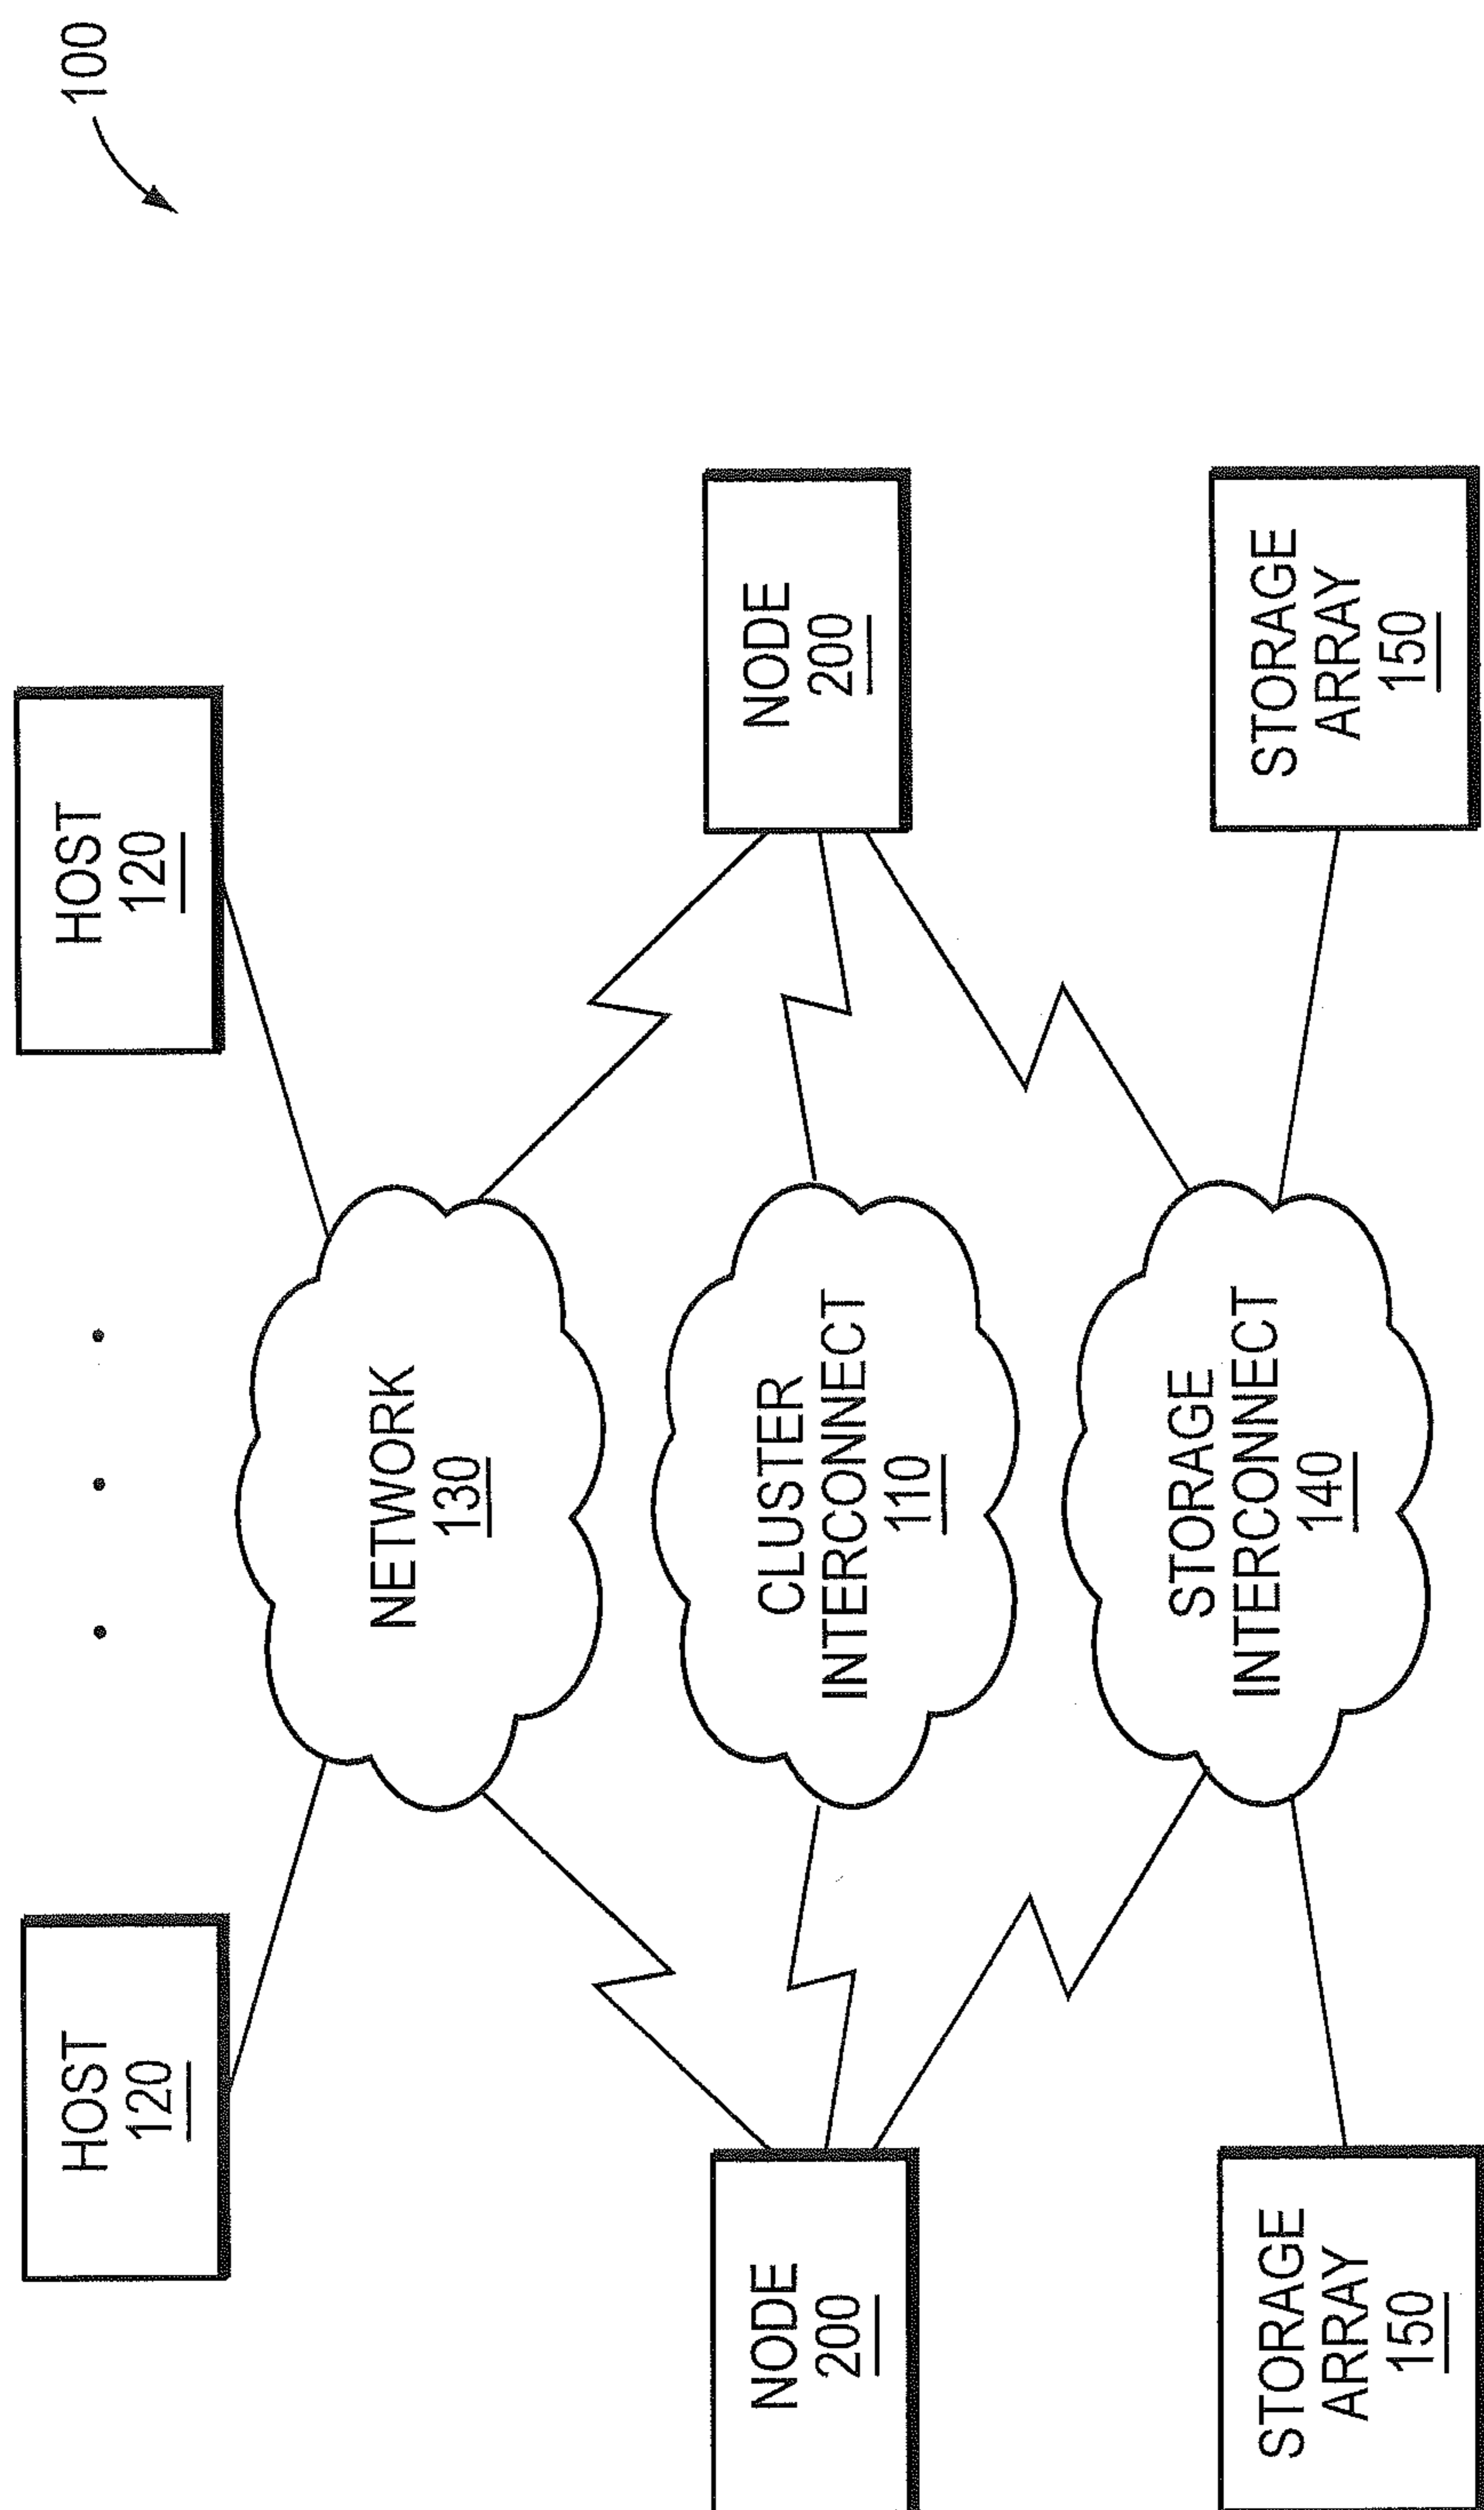 100
HOST
120
HOST
120
NETWORK
130
NODE
200
CLUSTER
INTERCONNECT
110
NODE
200
STORAGE
INTERCONNECT
140
STORAGE
ARRAY
150
STORAGE
ARRAY
150